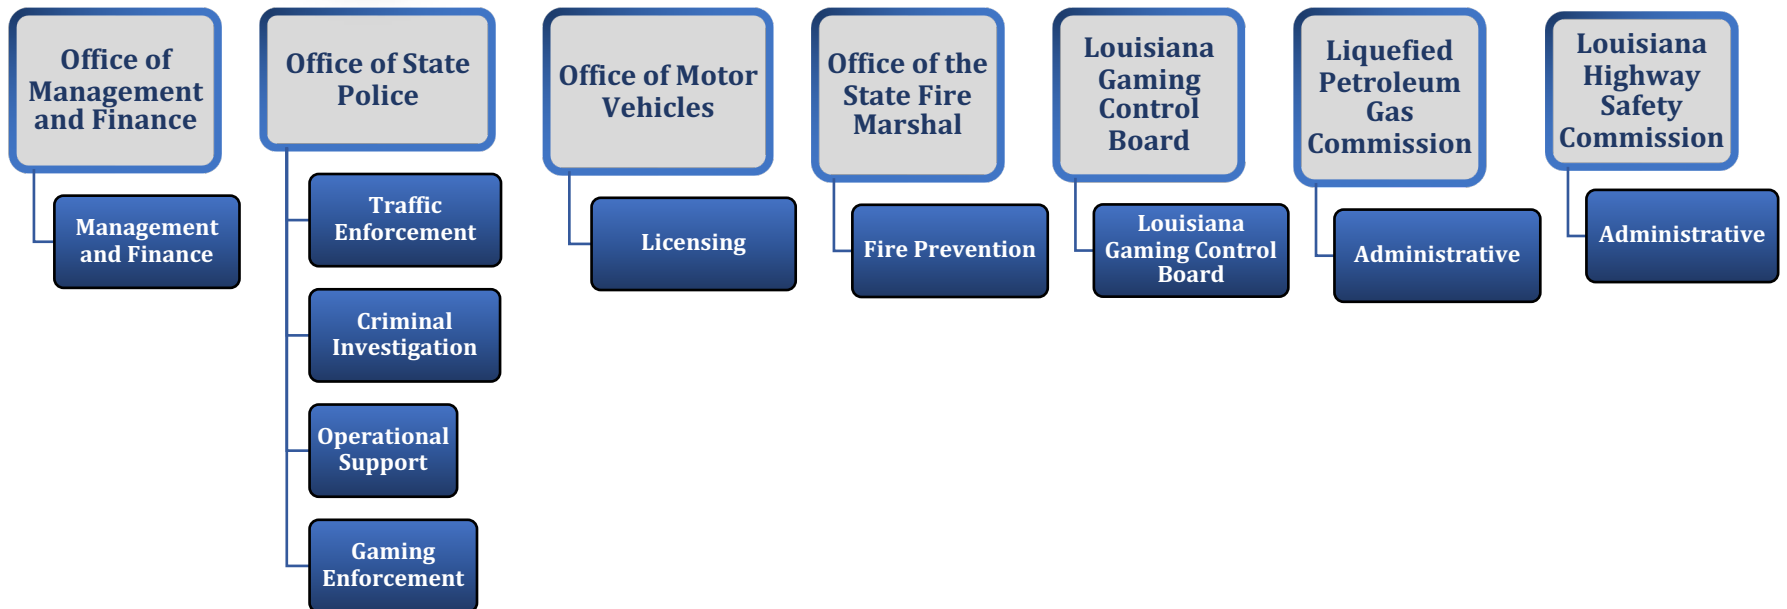 Office of
Management
and Finance
Management
and Finance
Office of State
Police
Traffic
Enforcement
Criminal
Investigation
Operational
Support
Gaming
Enforcement
Office of Motor
Vehicles
Licensing
Office of the
State Fire
Marshal
Fire Prevention
Louisiana
Gaming
Control
Board
Louisiana
Gaming Control
Board
Liquefied
Petroleum
Gas
Commission
Administrative
Louisiana
Highway
Safety
Commission
Administrative